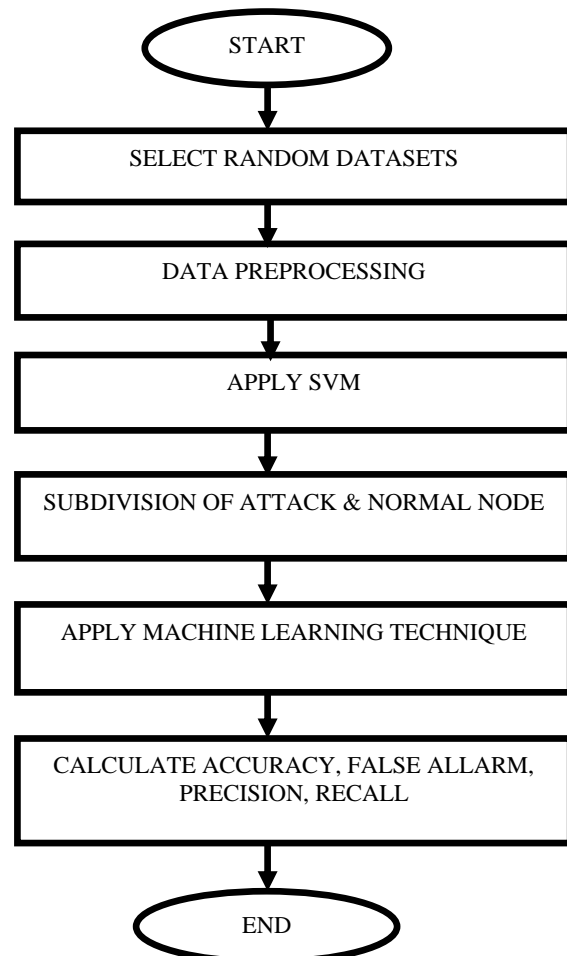 START
SELECT RANDOM DATASETS
DATA PREPROCESSING
APPLY SVM
SUBDIVISION OF ATTACK & NORMAL NODE
APPLY MACHINE LEARNING TECHNIQUE
CALCULATE ACCURACY, FALSE ALLARM,
PRECISION, RECALL
END